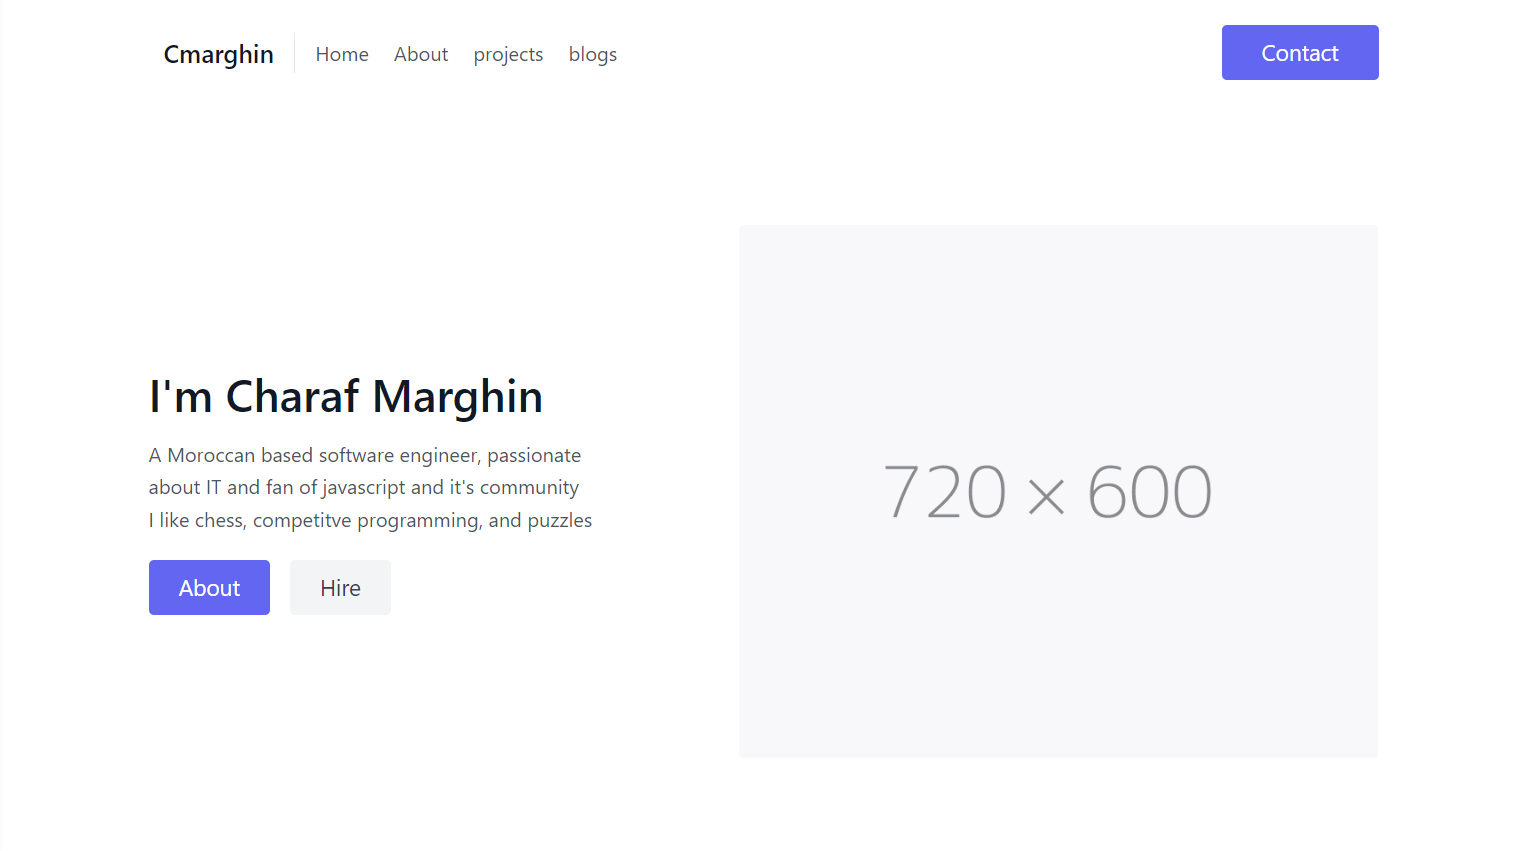 Cmarghin Home About projects blogs Contact
I'm Charaf Marghin
A Moroccan based software engineer, passionate
about IT and fan of javascript and it's community
I like chess, competitve programming, and puzzles
About Hire
720 × 600